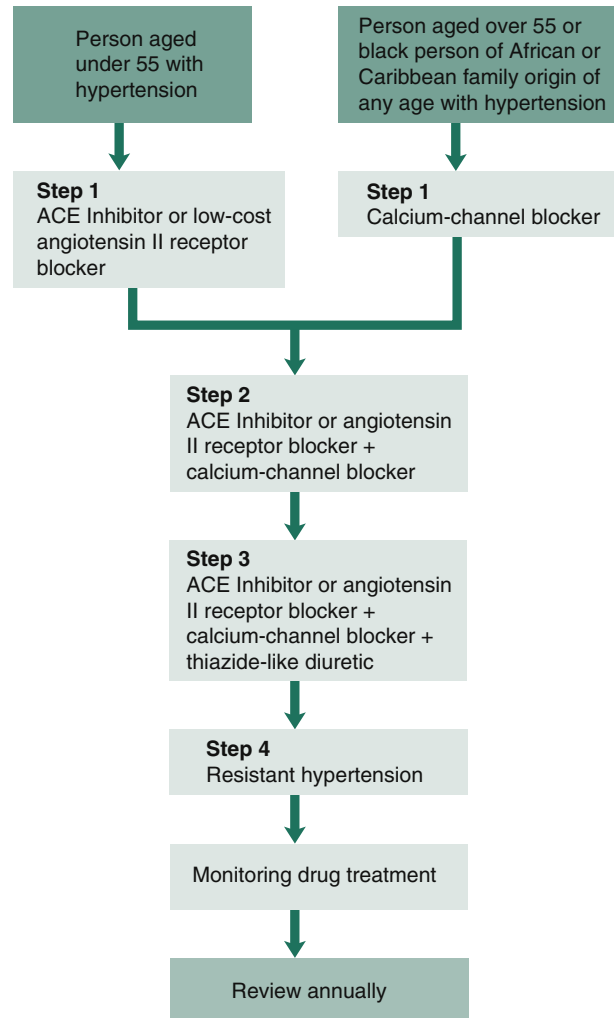 Person aged
under 55 with
hypertension
Person aged over 55 or
black person of African or
Caribbean family origin of
any age with hypertension
Step 1
ACE Inhibitor or low-cost
angiotensin II receptor
blocker
Step 1
Calcium-channel blocker
Step 2
ACE Inhibitor or angiotensin
II receptor blocker +
calcium-channel blocker
Step 3
ACE Inhibitor or angiotensin
II receptor blocker +
calcium-channel blocker +
thiazide-like diuretic
Step 4
Resistant hypertension
Monitoring drug treatment
Review annually